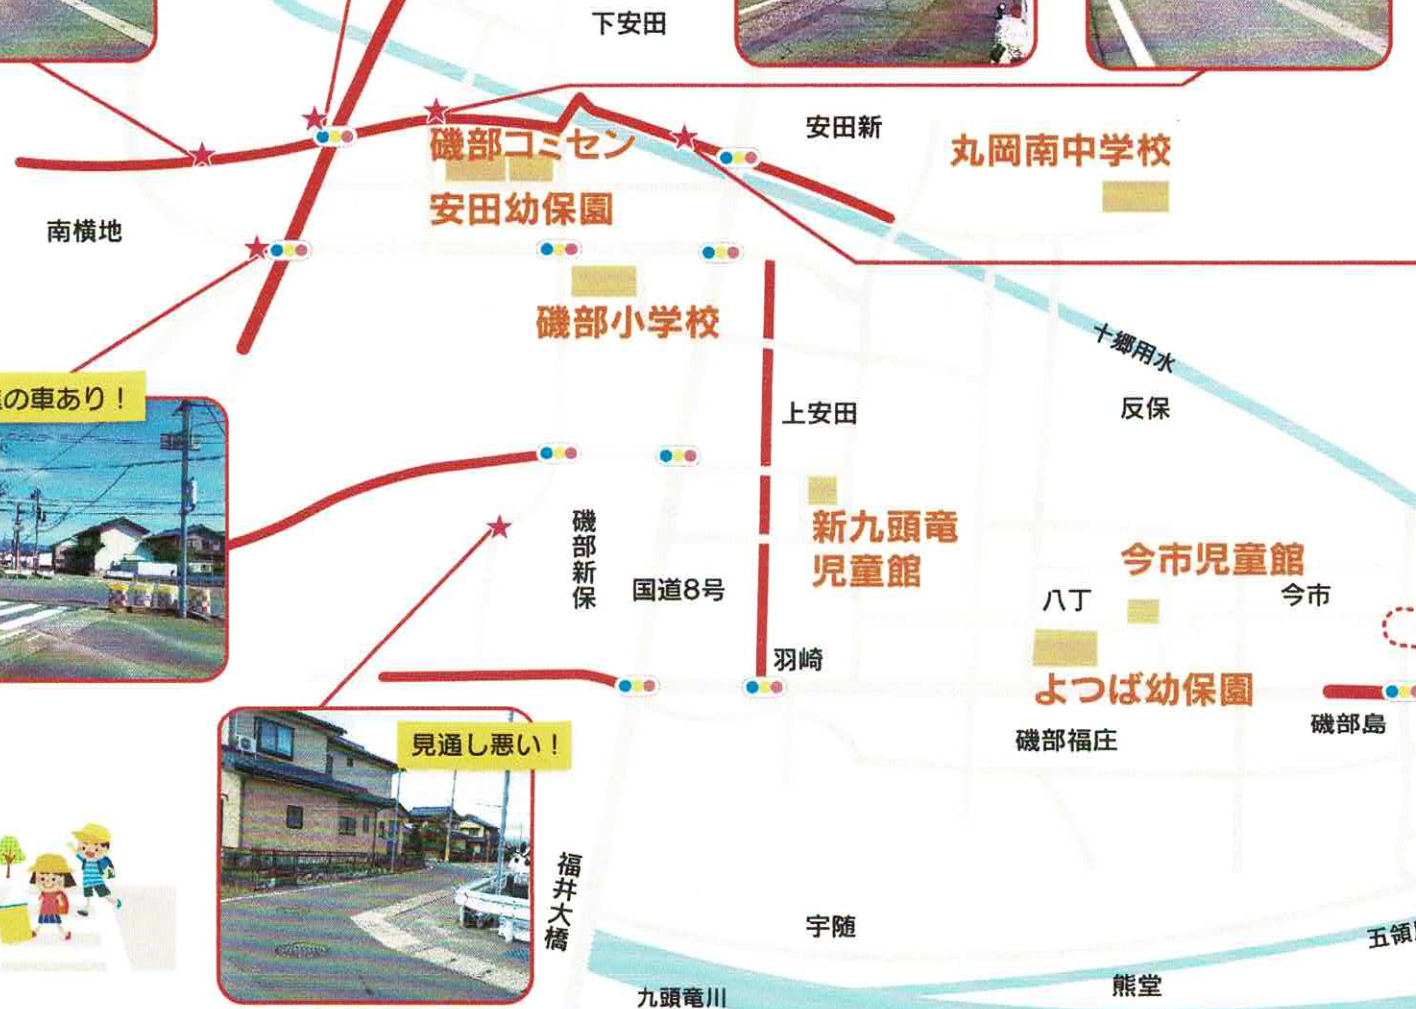 下安田
安田新
磯部コミセン
丸岡南中学校
安田幼保園
南横地
磯部小学校
十郷用水
の車あり！
上安田
反保
新九頭竜
児童館
磯部新保
国道8号
今市児童館
八丁
今市
羽崎
よつば幼保園
磯部島
磯部福庄
見通し悪い！
福井大橋
宇随
五領
熊堂
九頭竜川